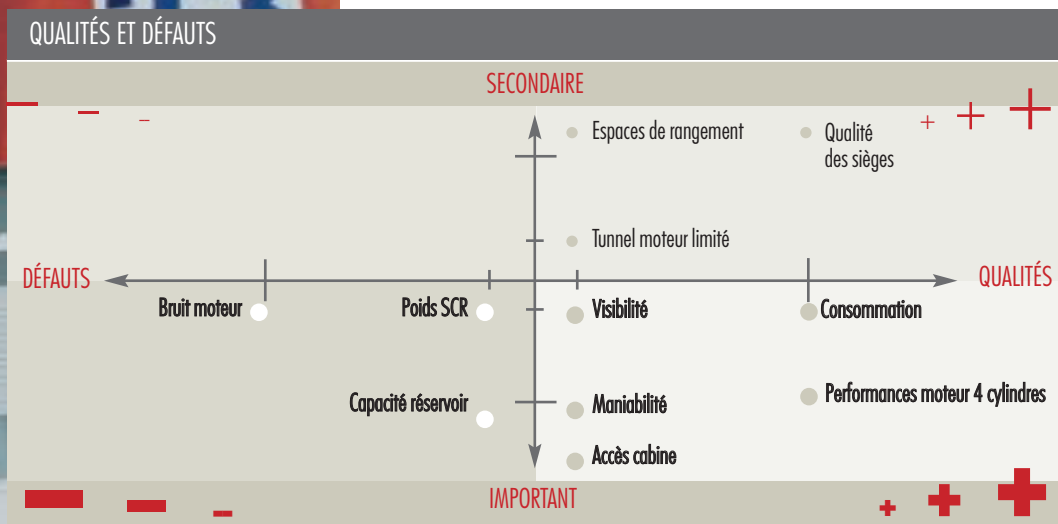 QUALITÉS ET DÉFAUTS
SECONDAIRE
Espaces de rangement
Qualité
des sièges
Tunnel moteur limité
DÉFAUTS
QUALITÉS
Bruit moteur
Poids SCR
Visibilité
Consommation
Capacité réservoir
Maniabilité
Performances moteur 4 cylindres
Accès cabine
IMPORTANT